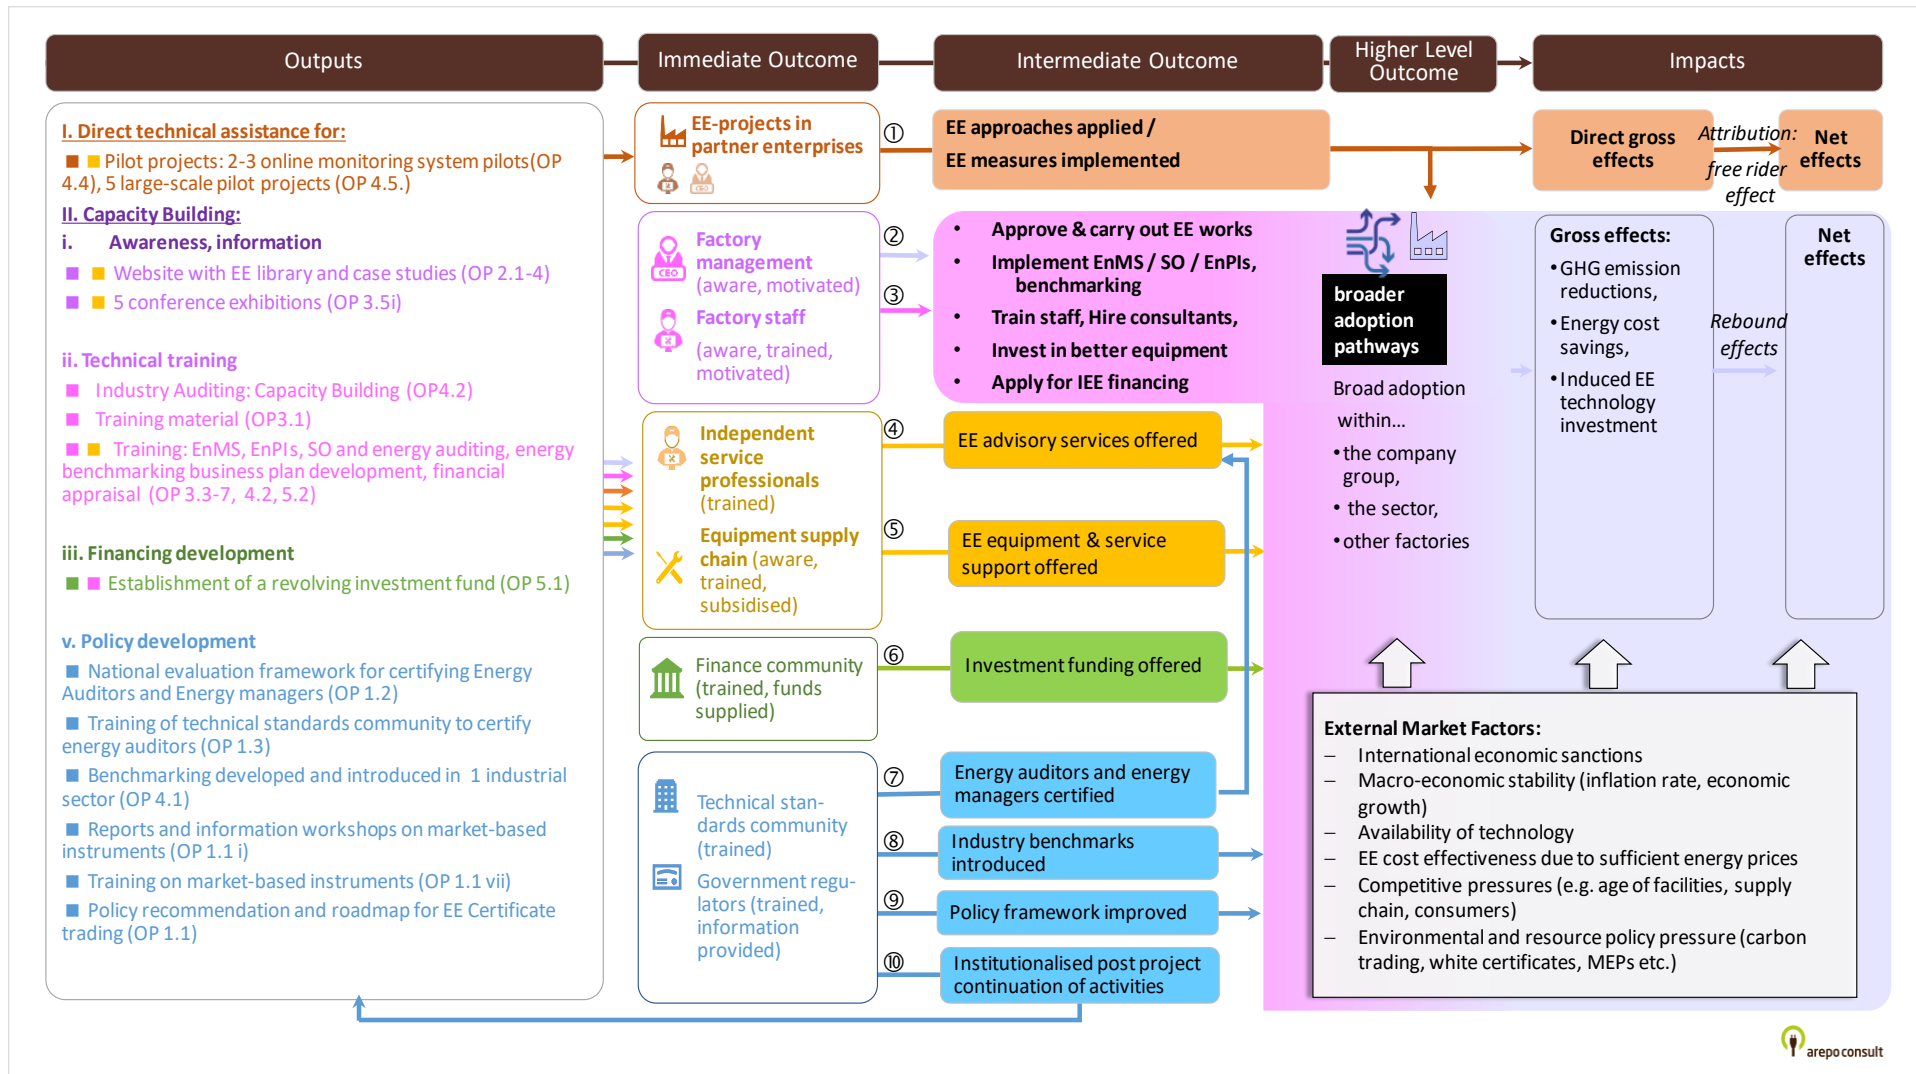 Outputs
Immediate Outcome
Intermediate Outcome
Higher Level
Outcome
Impacts
I. Direct technical assistance for:
Pilot projects: 2-3 online monitoring system pilots(OP
4.4), 5 large-scale pilot projects (OP 4.5.)
II. Capacity Building:
i. Awareness, information
Website with EE library and case studies (OP 2.1-4)
5 conference exhibitions (OP 3.5i)
ii. Technical training
Industry Auditing: Capacity Building (OP4.2)
Training material (OP3.1)
Training: EnMS, EnPIs, SO and energy auditing, energy
benchmarking business plan development, financial
appraisal (OP 3.3-7, 4.2, 5.2)
iii. Financing development
Establishment of a revolving investment fund (OP 5.1)
v. Policy development
National evaluation framework for certifying Energy
Auditors and Energy managers (OP 1.2)
Training of technical standards community to certify
energy auditors (OP 1.3)
Benchmarking developed and introduced in 1 industrial
sector (OP 4.1)
Reports and information workshops on market-based
instruments (OP 1.1 i)
Training on market-based instruments (OP 1.1 vii)
Policy recommendation and roadmap for EE Certificate
trading (OP 1.1)
EE-projects in
partner enterprises
CEO
①
CEO
Factory
management
(aware, motivated)
②
Factory staff
(aware, trained,
motivated)
③
Independent
service
professionals
(trained)
④
Equipment supply
chain (aware,
trained,
subsidised)
⑤
Finance community
(trained, funds
supplied)
⑥
Technical stan-
dards community
(trained)
⑦
⑧
Government regu-
lators (trained,
information
provided)
⑨
⑩
EE approaches applied /
EE measures implemented
• Approve & carry out EE works
• Implement EnMS / SO / EnPIs,
benchmarking
• Train staff, Hire consultants,
• Invest in better equipment
• Apply for IEE financing
EE advisory services offered
EE equipment & service
support offered
Investment funding offered
Energy auditors and energy
managers certified
Industry benchmarks
introduced
Policy framework improved
Institutionalised post project
continuation of activities
broader
adoption
pathways
Broad adoption
within...
• the company
group,
• the sector,
• other factories
Direct gross
effects
Attribution:
free rider
effect
Net
effects
Gross effects:
• GHG emission
reductions,
• Energy cost
savings,
• Induced EE
technology
investment
Rebound
effects
Net
effects
External Market Factors:
– International economic sanctions
– Macro-economic stability (inflation rate, economic
growth)
– Availability of technology
– EE cost effectiveness due to sufficient energy prices
– Competitive pressures (e.g. age of facilities, supply
chain, consumers)
– Environmental and resource policy pressure (carbon
trading, white certificates, MEPs etc.)
arepoconsult